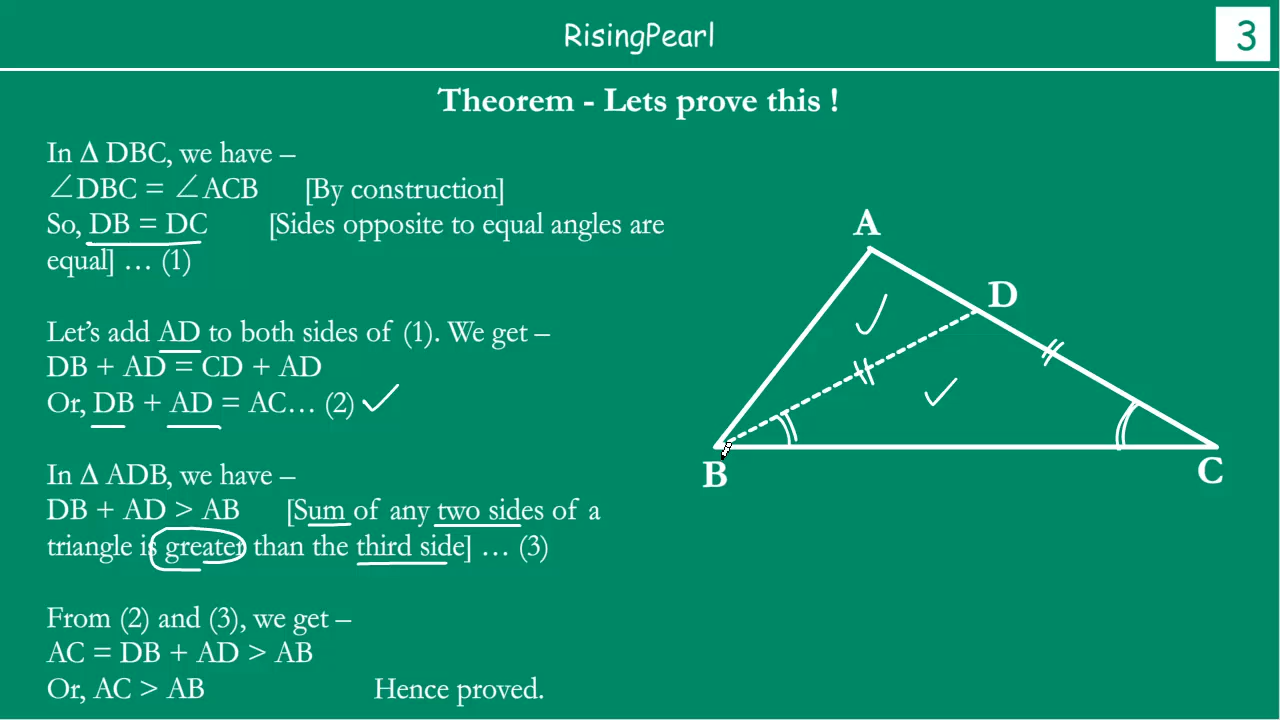 RisingPearl
3
Theorem - Lets prove this !
In Δ DBC, we have –
∠DBC = ∠ACB [By construction]
So, DB = DC [Sides opposite to equal angles are
equal] … (1)
Let’s add AD to both sides of (1). We get –
DB + AD = CD + AD
Or, DB + AD = AC… (2)
In Δ ADB, we have –
DB + AD > AB [Sum of any two sides of a
triangle is greater than the third side] … (3)
From (2) and (3), we get –
AC = DB + AD > AB
Or, AC > AB Hence proved.
A
D
B
C